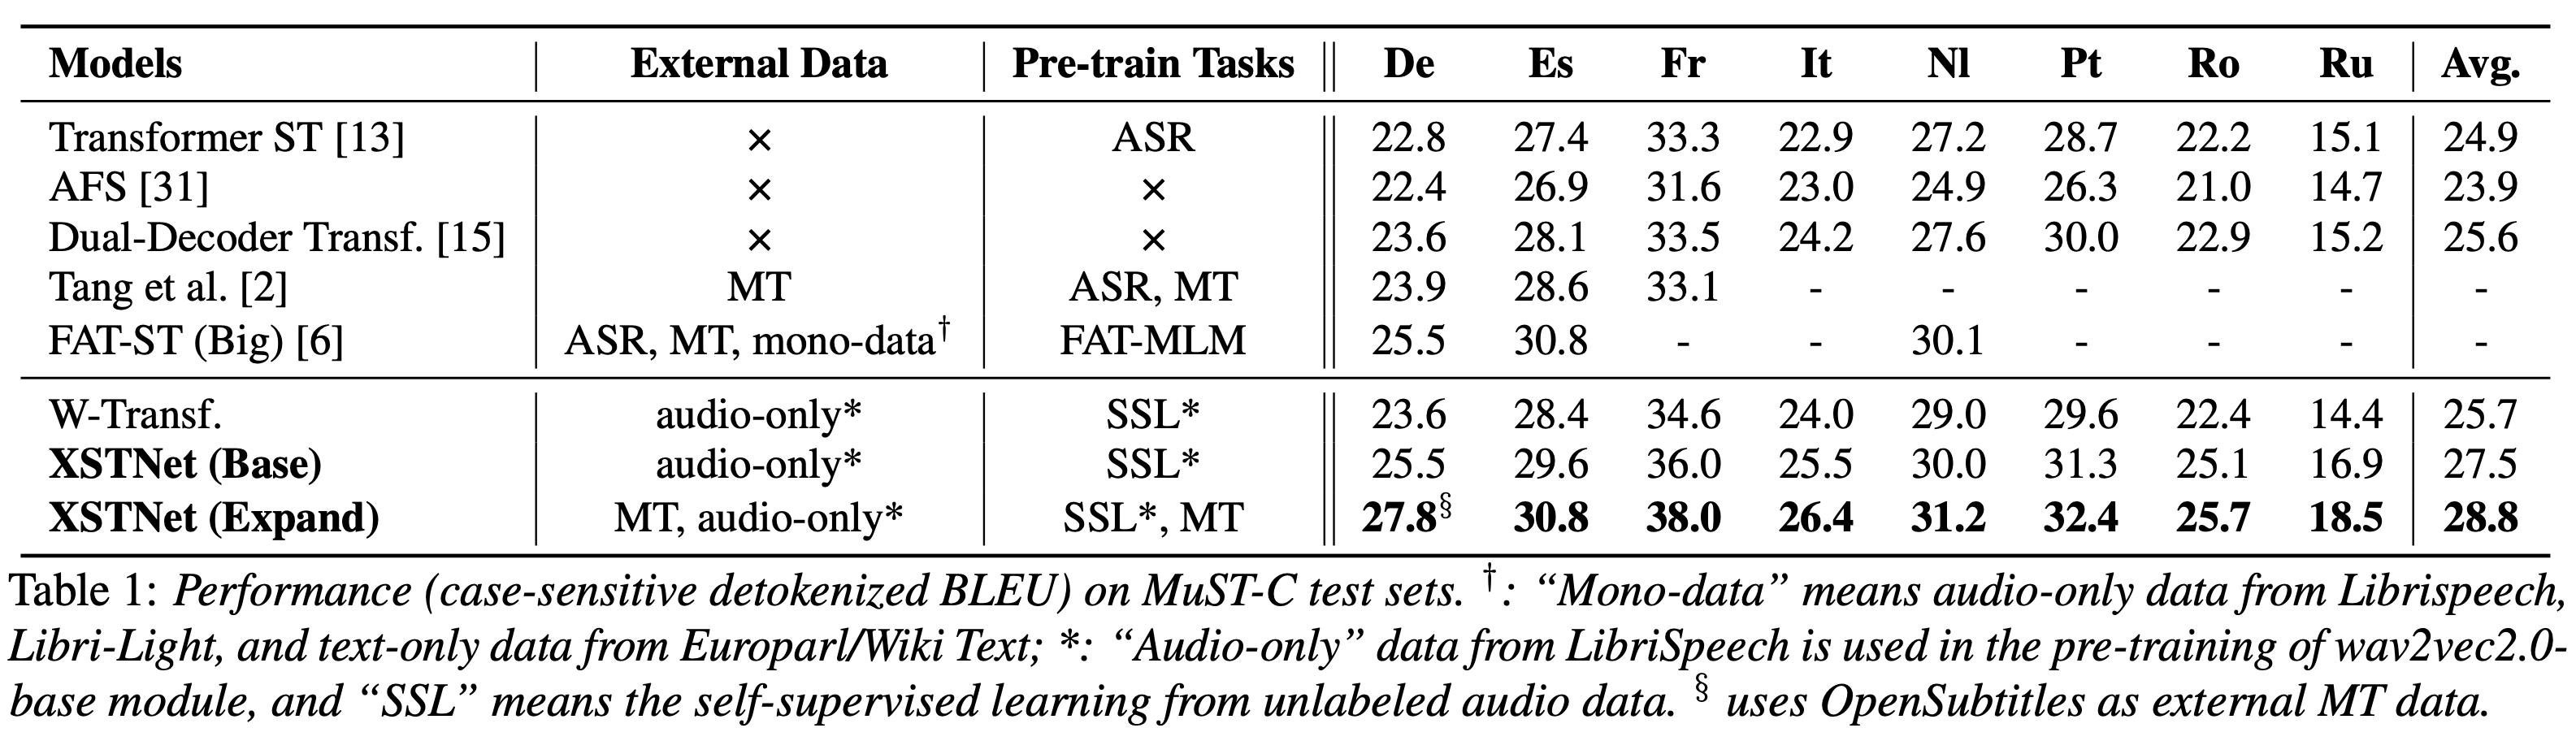 Models External Data Pre-train Tasks De Es Fr It Nl Pt Ro Ru Avg.
Transformer ST [13] × ASR 22.8 27.4 33.3 22.9 27.2 28.7 22.2 15.1 24.9
AFS [31] × × 22.4 26.9 31.6 23.0 24.9 26.3 21.0 14.7 23.9
Dual-Decoder Transf. [15] × × 23.6 28.1 33.5 24.2 27.6 30.0 22.9 15.2 25.6
Tang et al. [2] MT ASR, MT 23.9 28.6 33.1 - - - - - -
FAT-ST (Big) [6] ASR, MT, mono-data† FAT-MLM 25.5 30.8 - - 30.1 - - - -
W-Transf. audio-only* SSL* 23.6 28.4 34.6 24.0 29.0 29.6 22.4 14.4 25.7
XSTNet (Base) audio-only* SSL* 25.5 29.6 36.0 25.5 30.0 31.3 25.1 16.9 27.5
XSTNet (Expand) MT, audio-only* SSL*, MT 27.8§ 30.8 38.0 26.4 31.2 32.4 25.7 18.5 28.8
Table 1: Performance (case-sensitive detokenized BLEU) on MuST-C test sets. †: “Mono-data” means audio-only data from Librispeech,
Libri-Light, and text-only data from Europarl/Wiki Text; *: “Audio-only” data from LibriSpeech is used in the pre-training of wav2vec2.0-
base module, and “SSL” means the self-supervised learning from unlabeled audio data. § uses OpenSubtitles as external MT data.